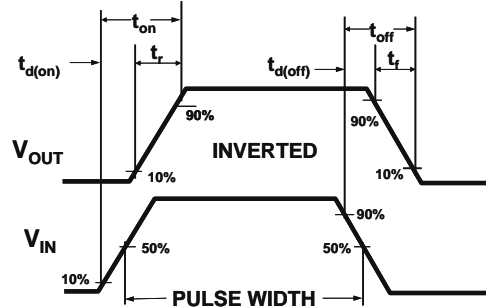 t_on
t_off
t_d(on)
t_r
t_d(off)
t_f
90%
90%
V_OUT
INVERTED
10%
10%
90%
V_IN
50%
50%
10%
PULSE WIDTH